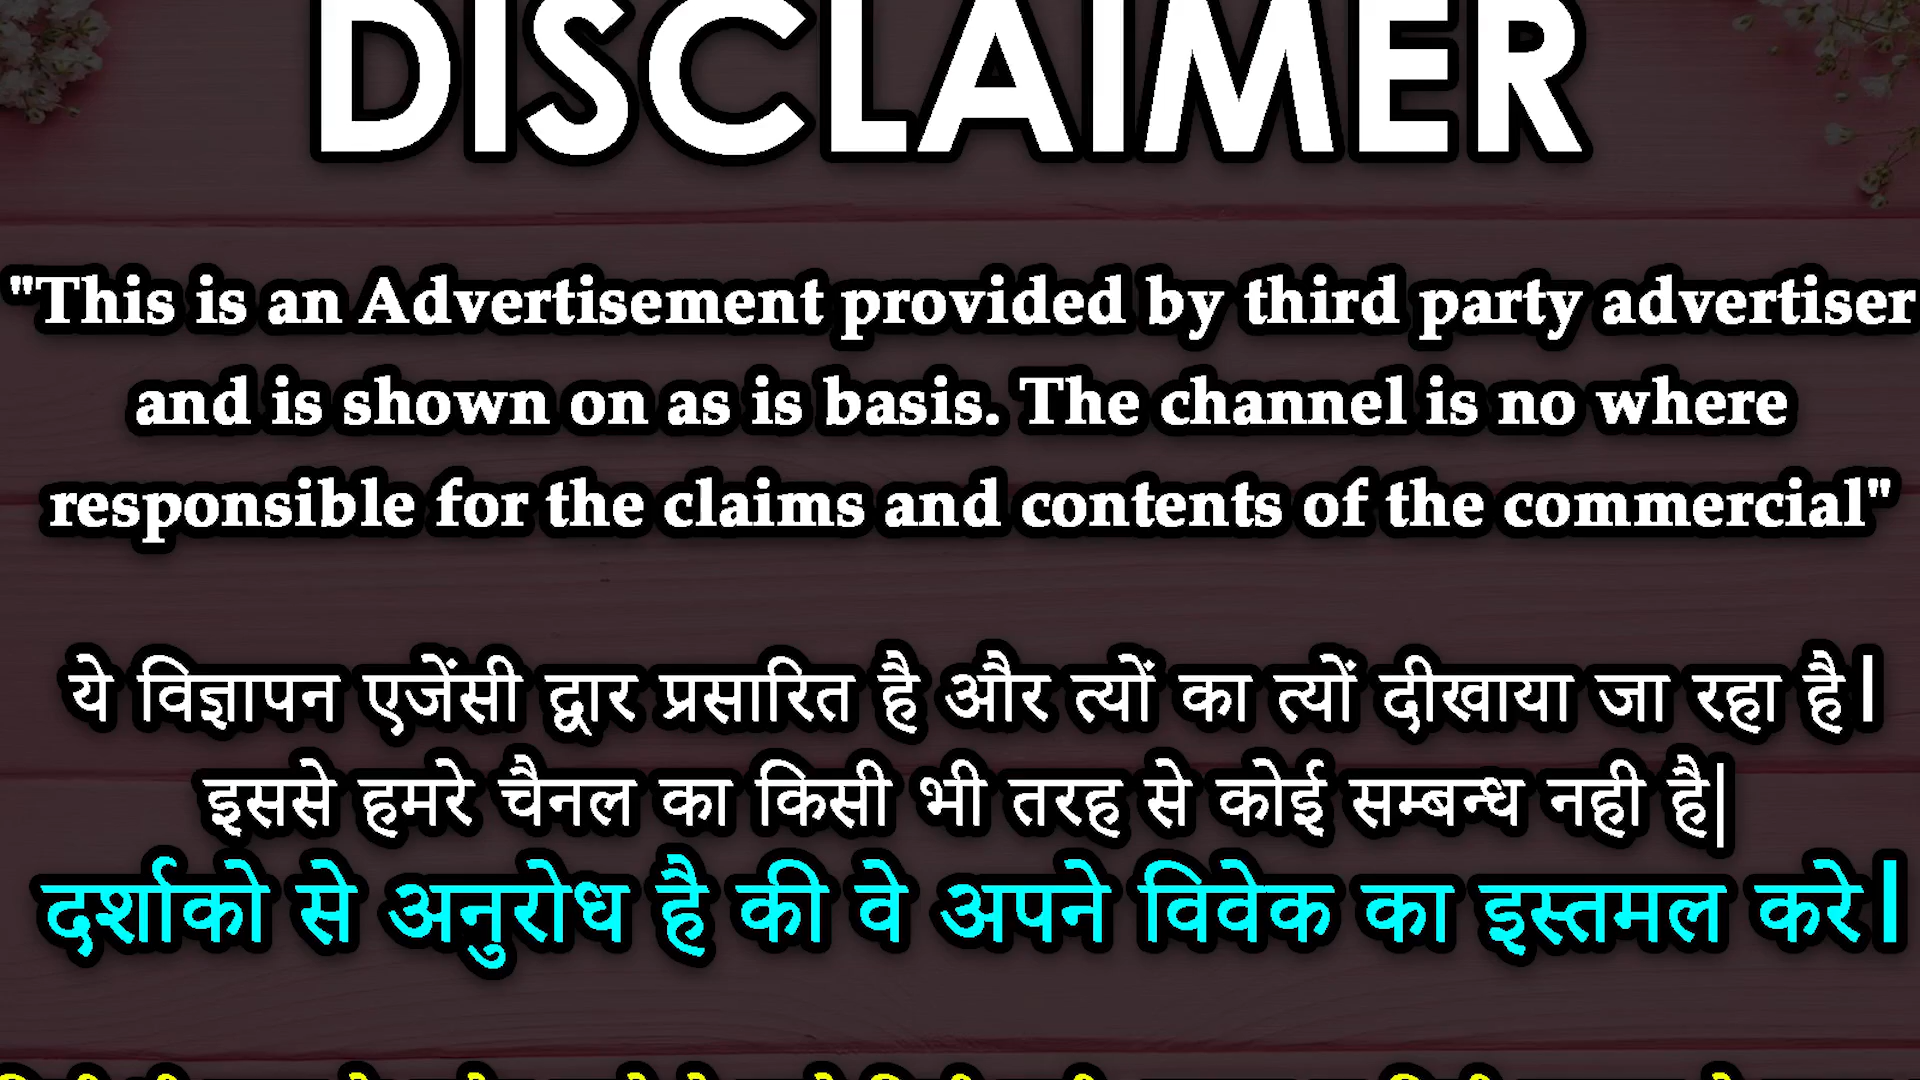 DISCLAIMER
"This is an Advertisement provided by third party advertiser
and is shown on as is basis. The channel is no where
responsible for the claims and contents of the commercial"
ये विज्ञापन एजेंसी द्वार प्रसारित है और त्यों का त्यों दीखाया जा रहा है।
इससे हमरे चैनल का किसी भी तरह से कोई सम्बन्ध नही है|
दर्शाको से अनुरोध है की वे अपने विवेक का इस्तमल करे।